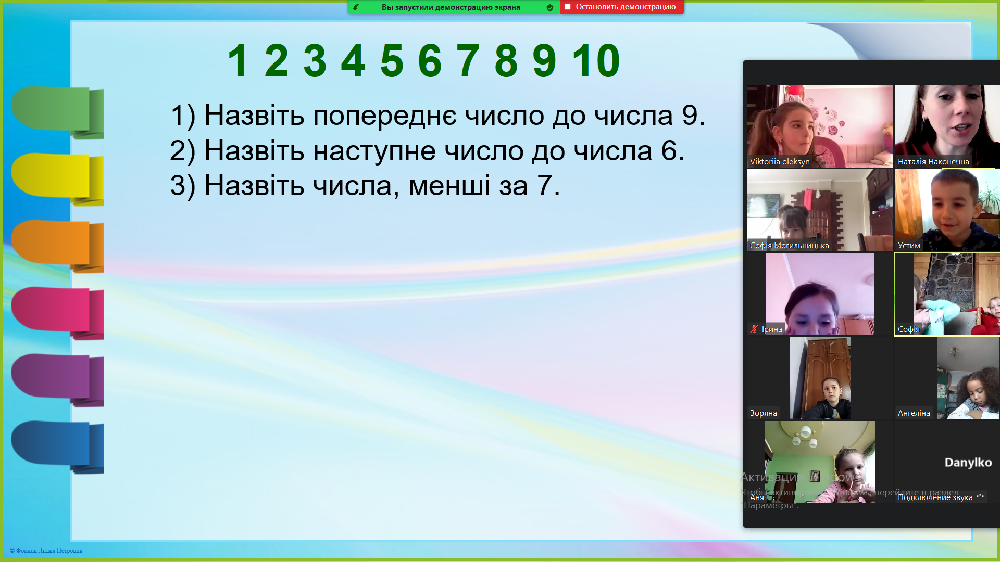 Вы запустили демонстрацию экрана
Остановить демонстрацию
1 2 3 4 5 6 7 8 9 10
1) Назвіть попереднє число до числа 9.
2) Назвіть наступне число до числа 6.
3) Назвіть числа, менші за 7.
Viktoriia oleksyn
Наталія Наконечна
Софія Могильницька
Устим
Ірина
Софія
Зоряна
Ангеліна
Аня
Danylko
Подключение звука
Активация Windows
Чтобы активировать Windows, перейдите в раздел
"Параметры".
© Фокина Лидия Петровна